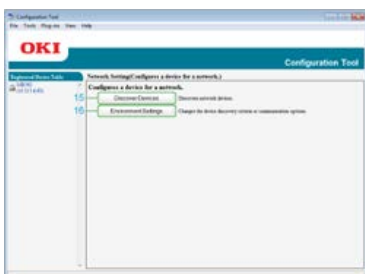 Configuration Tool
File Tools Plug-ins View Help
OKI
Configuration Tool
Registered Device Table
Network Setting(Configures a device for a network.)
Configures a device for a network.
15
Discover Devices
Discovers network devices.
16
Environment Settings
Changes the device discovery criteria or communication options.